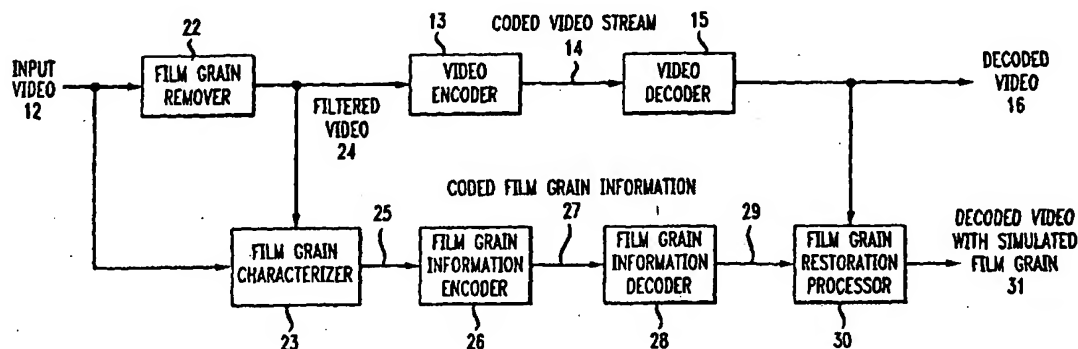 22
FILM GRAIN
REMOVER
INPUT
VIDEO
12
13
VIDEO
ENCODER
CODED VIDEO STREAM
14
15
VIDEO
DECODER
DECODED
VIDEO
16
FILTERED
VIDEO
24
CODED FILM GRAIN INFORMATION
FILM GRAIN
CHARACTERIZER
23
25
FILM GRAIN
INFORMATION
ENCODER
26
27
FILM GRAIN
INFORMATION
DECODER
28
29
FILM GRAIN
RESTORATION
PROCESSOR
30
DECODED VIDEO
WITH SIMULATED
FILM GRAIN
31